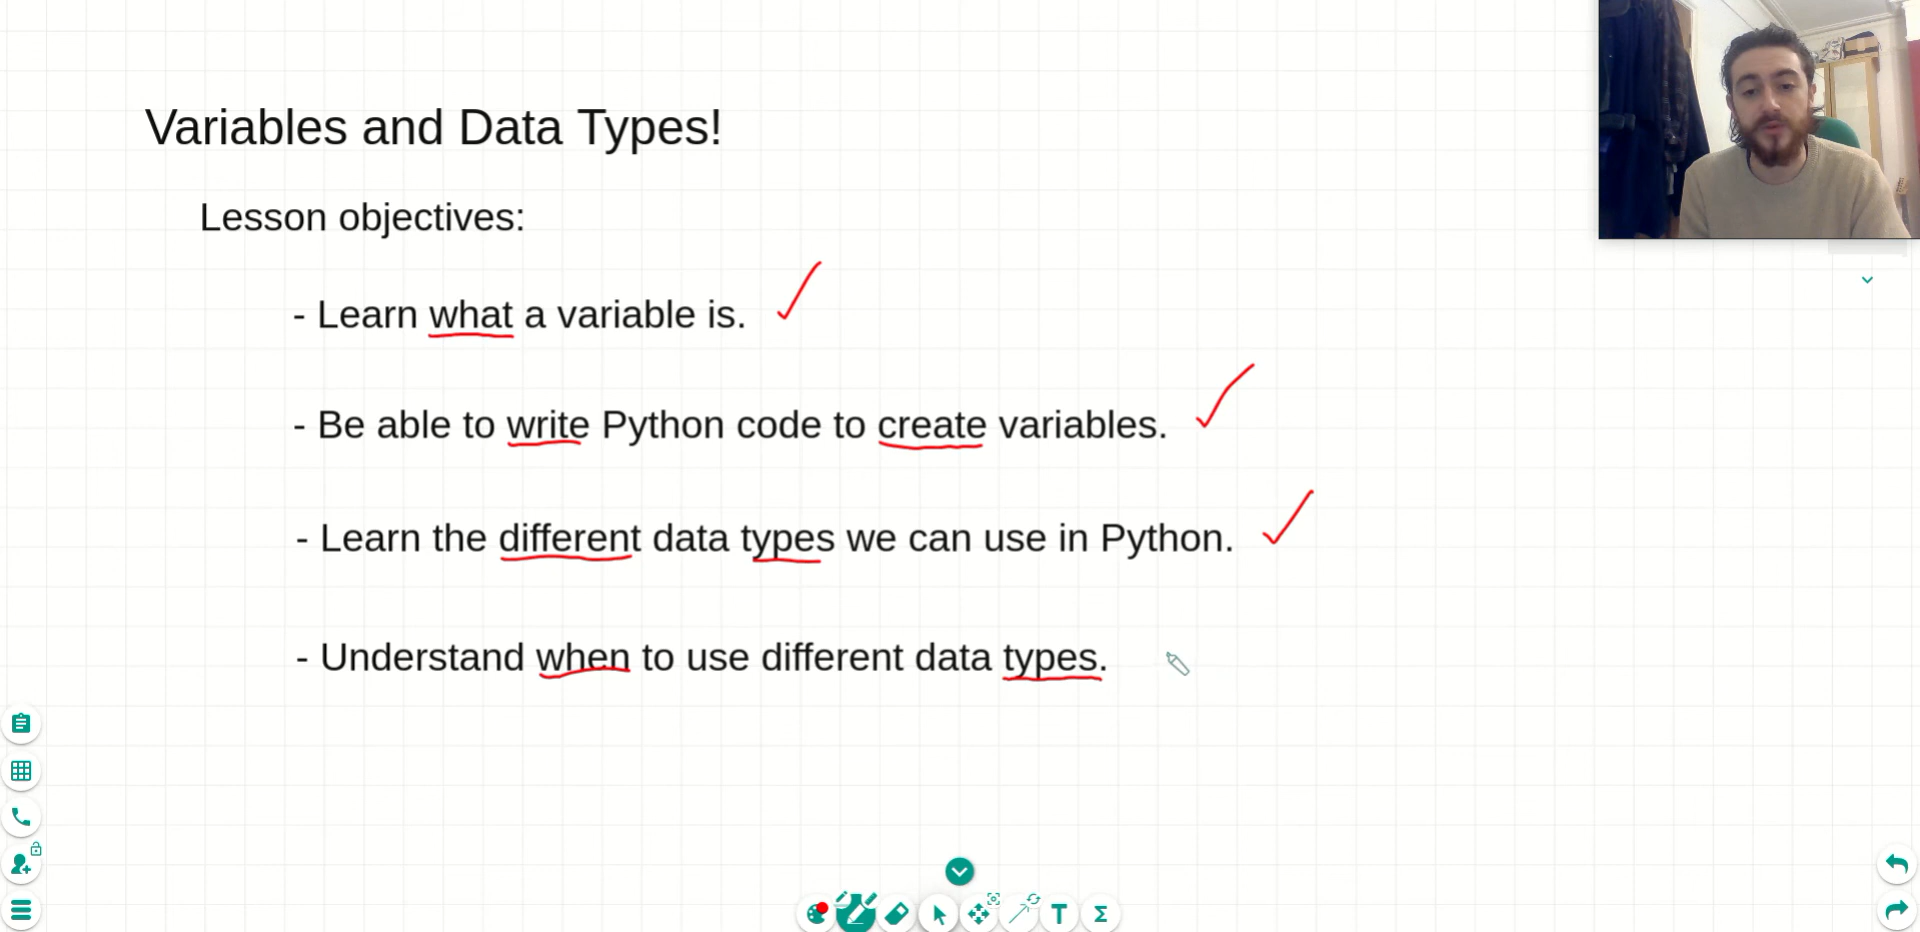 Variables and Data Types!
Lesson objectives:
- Learn what a variable is.
- Be able to write Python code to create variables.
- Learn the different data types we can use in Python.
- Understand when to use different data types.
T Σ